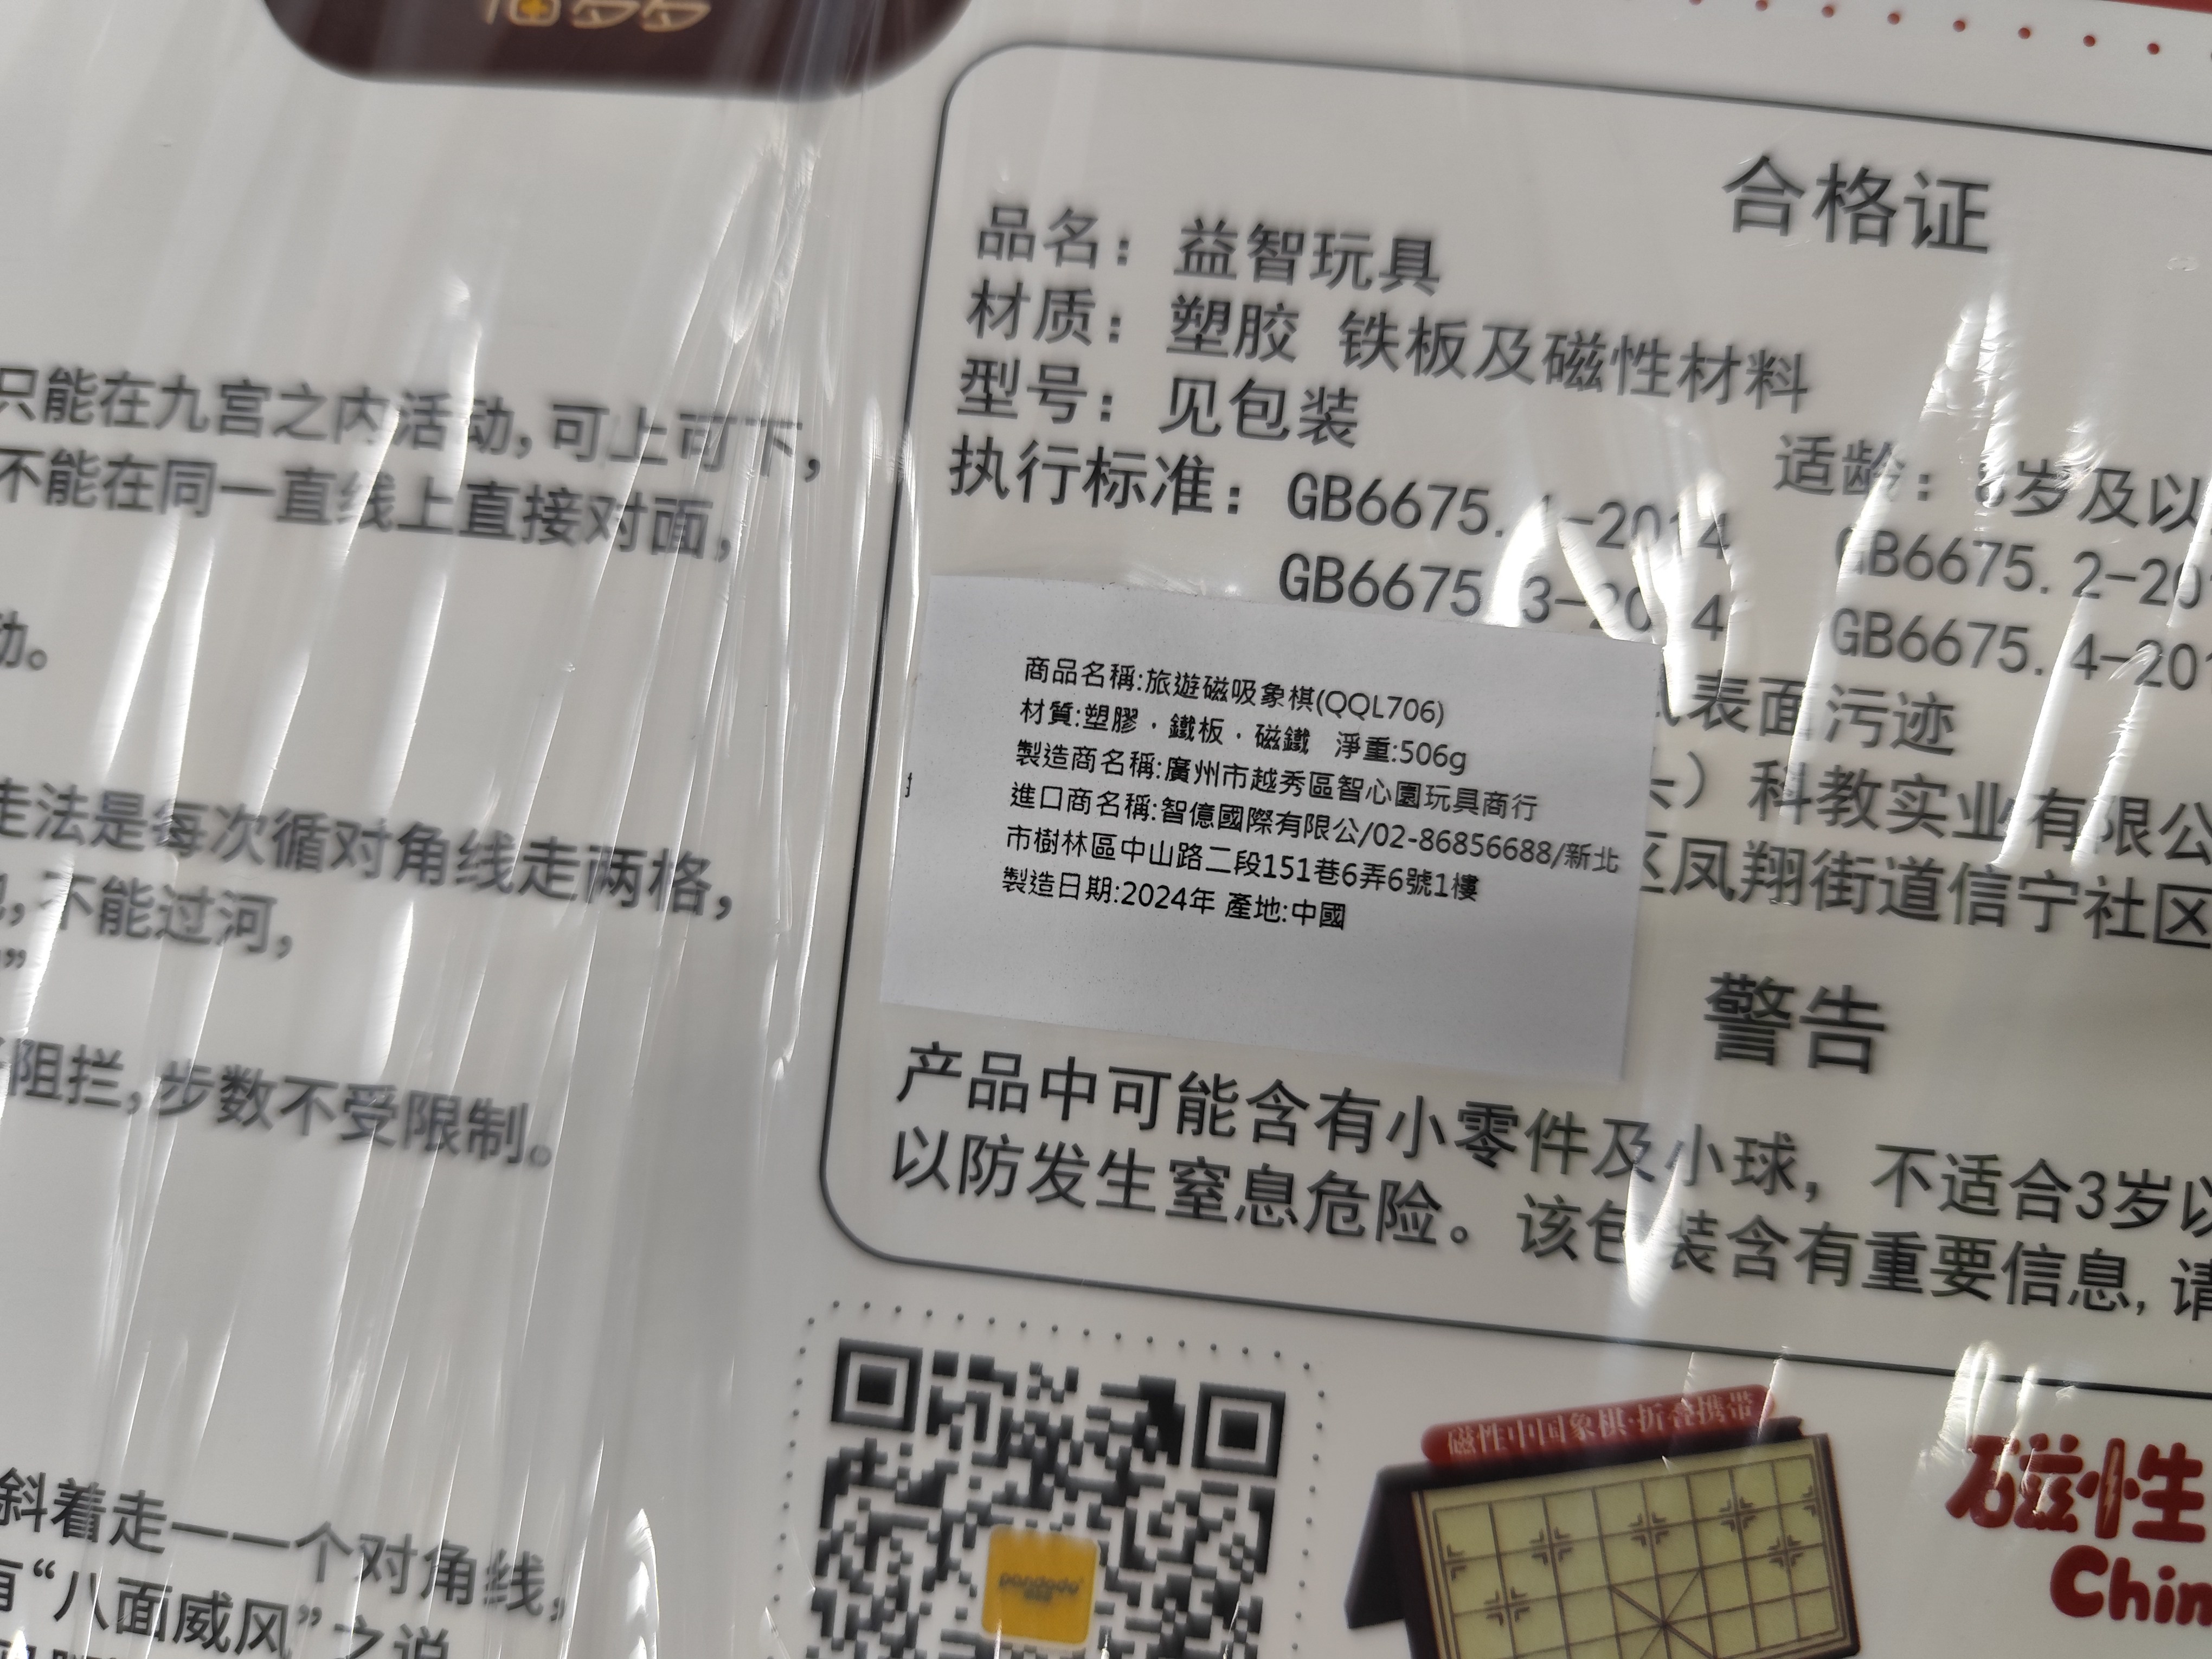 只能在九宫之内活动,可上可下,
不能在同一直线上直接对面,
动。
走法是每次循对角线走两格,
不能过河,
”
阻拦,步数不受限制。
斜着走一一个对角线,
有“八面威风”之说
合格证
品名：益智玩具
材质：塑胶 铁板及磁性材料
型号：见包装
适龄： 岁及以
执行标准：GB6675.1-2014 GB6675.2-201
GB6675.3-2014 GB6675.4-201
表面污迹
）科教实业有限公
区凤翔街道信宁社区
商品名稱:旅遊磁吸象棋(QQL706)
材質:塑膠，鐵板，磁鐵 淨重:506g
製造商名稱:廣州市越秀區智心園玩具商行
進口商名稱:智億國際有限公/02-86856688/新北
市樹林區中山路二段151巷6弄6號1樓
製造日期:2024年 產地:中國
警告
产品中可能含有小零件及小球，不适合3岁以
以防发生窒息危险。该包装含有重要信息,请
磁性中国象棋·折叠携带
磁性
Chin